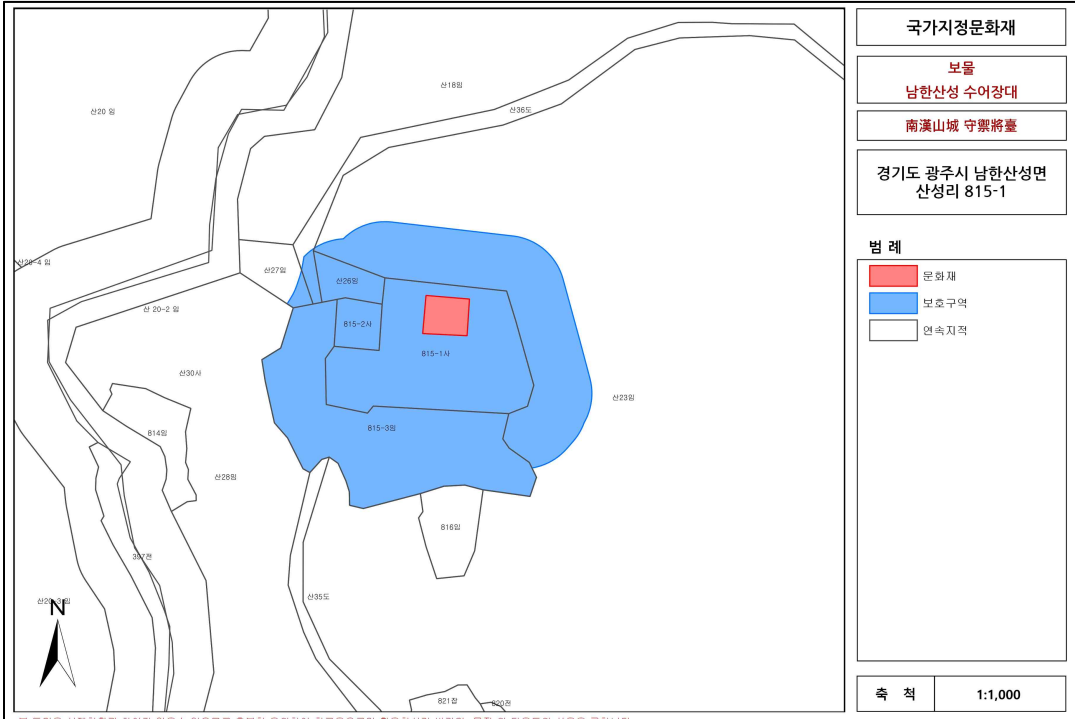 국가지정문화재
보물
남한산성 수어장대
南漢山城 守禦將臺
경기도 광주시 남한산성면
산성리 815-1
범 례
문화재
보호구역
연속지적
축 척 1:1,000
산20 임
산18임
산36도
산27임
산26임
산 20-2 임
815-2사
815-1사
산30사
산23임
815-3임
814임
산28임
816임
397전
산35도
N
821잡
820전